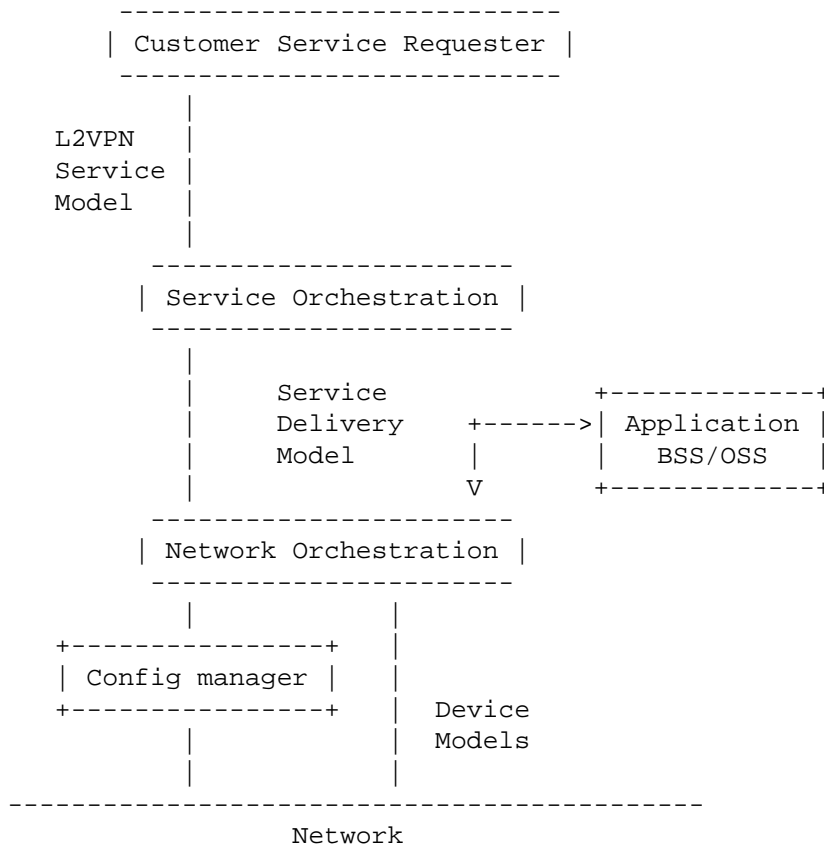 Customer Service Requester
L2VPN
Service
Model
Service Orchestration
Service
Delivery Application
Model BSS/OSS
Network Orchestration
Config manager
Device
Models
Network